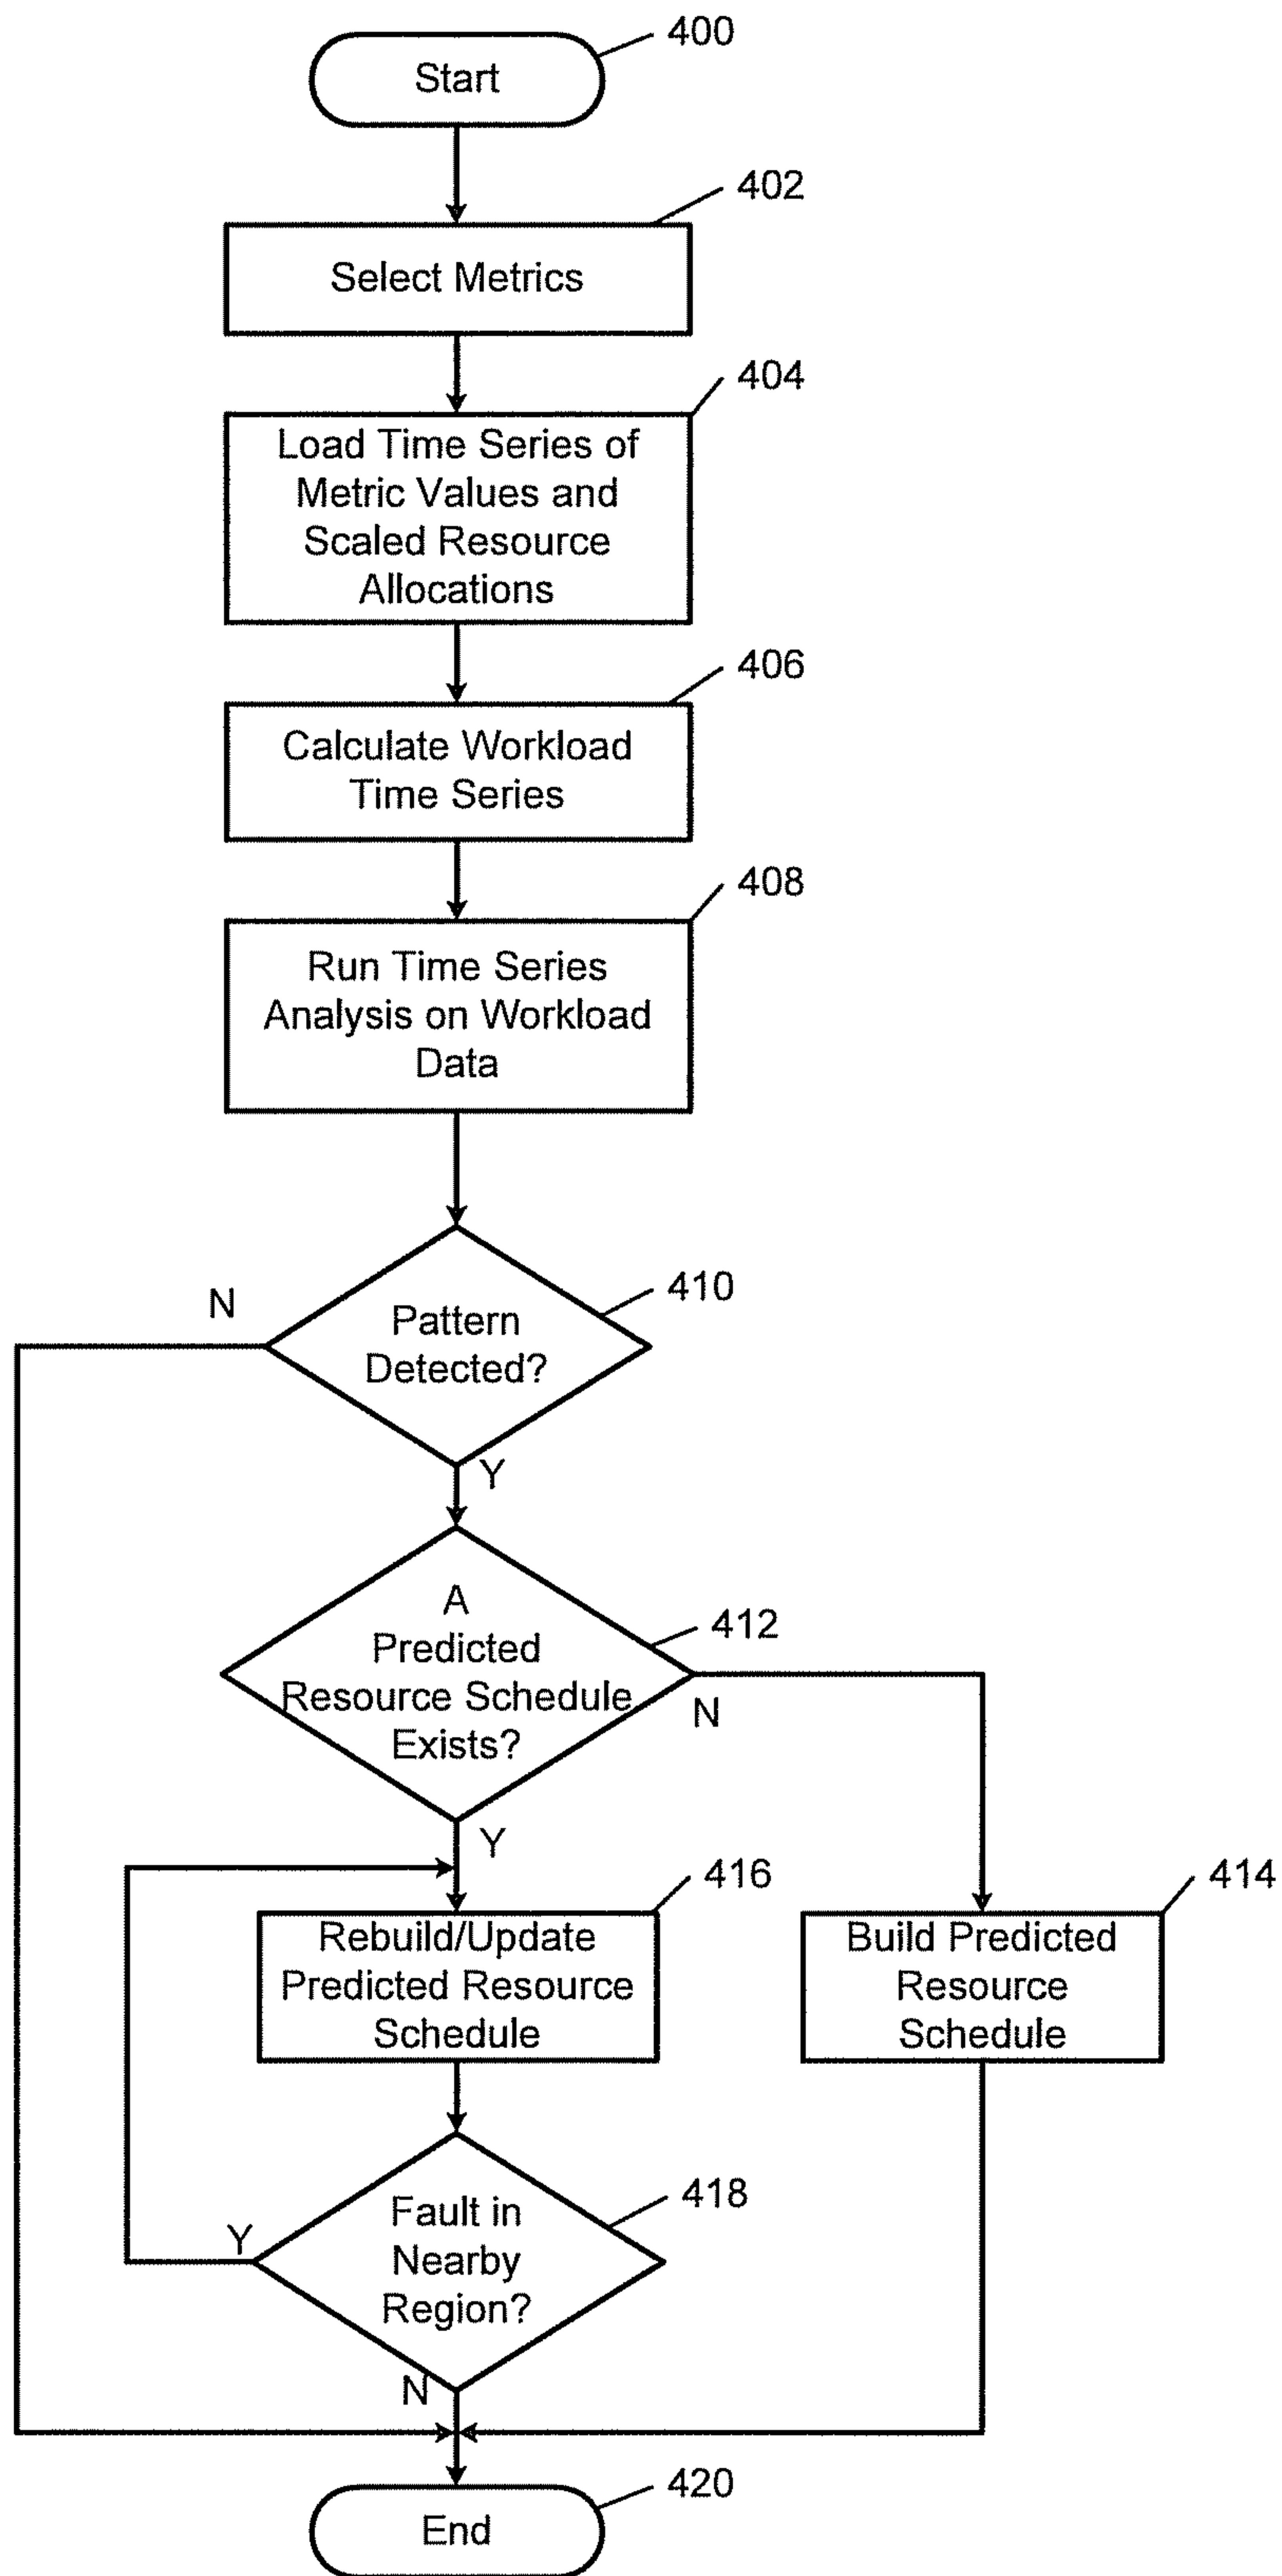 400
Start
402
Select Metrics
404
Load Time Series of
Metric Values and
Scaled Resource
Allocations
406
Calculate Workload
Time Series
408
Run Time Series
Analysis on Workload
Data
410
N
Pattern
Detected?
Y
A
Predicted
Resource Schedule
Exists?
412
N
Y
416
Rebuild/Update
Predicted Resource
Schedule
414
Build Predicted
Resource
Schedule
418
Y
Fault in
Nearby
Region?
N
420
End